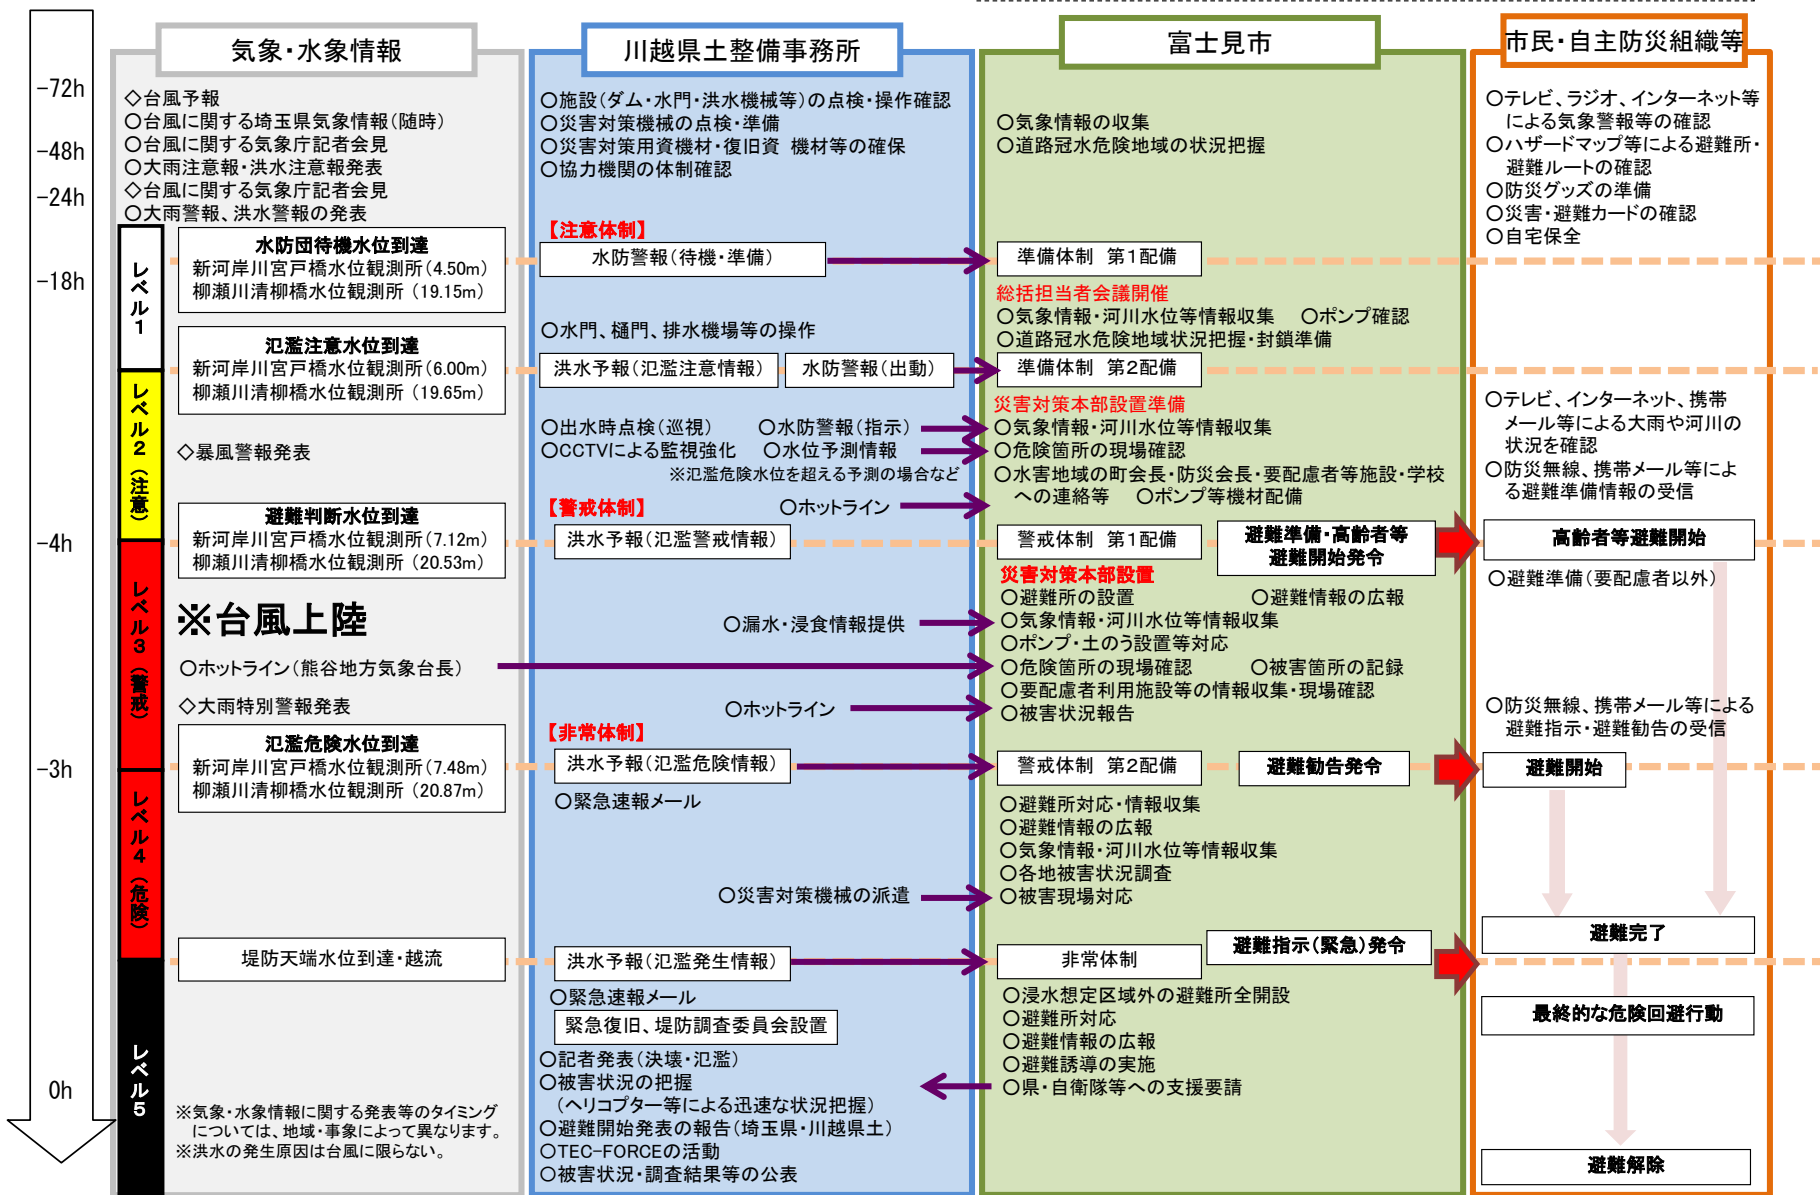 -72h
-48h
-24h
-18h
-4h
-3h
0h
レベル1
レベル2(注意)
レベル3(警戒)
レベル4(危険)
レベル5
気象・水象情報
◇台風予報
○台風に関する埼玉県気象情報(随時)
○台風に関する気象庁記者会見
○大雨注意報・洪水注意報発表
◇台風に関する気象庁記者会見
○大雨警報、洪水警報の発表
水防団待機水位到達
新河岸川宮戸橋水位観測所(4.50m)
柳瀬川清柳橋水位観測所 (19.15m)
氾濫注意水位到達
新河岸川宮戸橋水位観測所(6.00m)
柳瀬川清柳橋水位観測所 (19.65m)
◇暴風警報発表
避難判断水位到達
新河岸川宮戸橋水位観測所(7.12m)
柳瀬川清柳橋水位観測所 (20.53m)
※台風上陸
○ホットライン(熊谷地方気象台長)
◇大雨特別警報発表
氾濫危険水位到達
新河岸川宮戸橋水位観測所(7.48m)
柳瀬川清柳橋水位観測所 (20.87m)
堤防天端水位到達・越流
※気象・水象情報に関する発表等のタイミング
については、地域・事象によって異なります。
※洪水の発生原因は台風に限らない。
川越県土整備事務所
○施設(ダム・水門・洪水機械等)の点検・操作確認
○災害対策機械の点検・準備
○災害対策用資機材・復旧資 機材等の確保
○協力機関の体制確認
【注意体制】
水防警報(待機・準備)
○水門、樋門、排水機場等の操作
洪水予報(氾濫注意情報)
水防警報(出動)
○出水時点検(巡視) ○水防警報(指示)
○CCTVによる監視強化 ○水位予測情報
※氾濫危険水位を超える予測の場合など
【警戒体制】
○ホットライン
洪水予報(氾濫警戒情報)
○漏水・浸食情報提供
○ホットライン
【非常体制】
洪水予報(氾濫危険情報)
○緊急速報メール
○災害対策機械の派遣
洪水予報(氾濫発生情報)
○緊急速報メール
緊急復旧、堤防調査委員会設置
○記者発表(決壊・氾濫)
○被害状況の把握
(ヘリコプター等による迅速な状況把握)
○避難開始発表の報告(埼玉県・川越県土)
○TEC-FORCEの活動
○被害状況・調査結果等の公表
富士見市
○気象情報の収集
○道路冠水危険地域の状況把握
準備体制 第1配備
総括担当者会議開催
○気象情報・河川水位等情報収集 ○ポンプ確認
○道路冠水危険地域状況把握・封鎖準備
準備体制 第2配備
災害対策本部設置準備
○気象情報・河川水位等情報収集
○危険箇所の現場確認
○水害地域の町会長・防災会長・要配慮者等施設・学校
への連絡等 ○ポンプ等機材配備
警戒体制 第1配備
避難準備・高齢者等
避難開始発令
災害対策本部設置
○避難所の設置 ○避難情報の広報
○気象情報・河川水位等情報収集
○ポンプ・土のう設置等対応
○危険箇所の現場確認 ○被害箇所の記録
○要配慮者利用施設等の情報収集・現場確認
○被害状況報告
警戒体制 第2配備
避難勧告発令
○避難所対応・情報収集
○避難情報の広報
○気象情報・河川水位等情報収集
○各地被害状況調査
○被害現場対応
非常体制
避難指示(緊急)発令
○浸水想定区域外の避難所全開設
○避難所対応
○避難情報の広報
○避難誘導の実施
○県・自衛隊等への支援要請
市民・自主防災組織等
○テレビ、ラジオ、インターネット等
による気象警報等の確認
○ハザードマップ等による避難所・
避難ルートの確認
○防災グッズの準備
○災害・避難カードの確認
○自宅保全
○テレビ、インターネット、携帯
メール等による大雨や河川の
状況を確認
○防災無線、携帯メール等によ
る避難準備情報の受信
高齢者等避難開始
○避難準備(要配慮者以外)
○防災無線、携帯メール等による
避難指示・避難勧告の受信
避難開始
避難完了
最終的な危険回避行動
避難解除